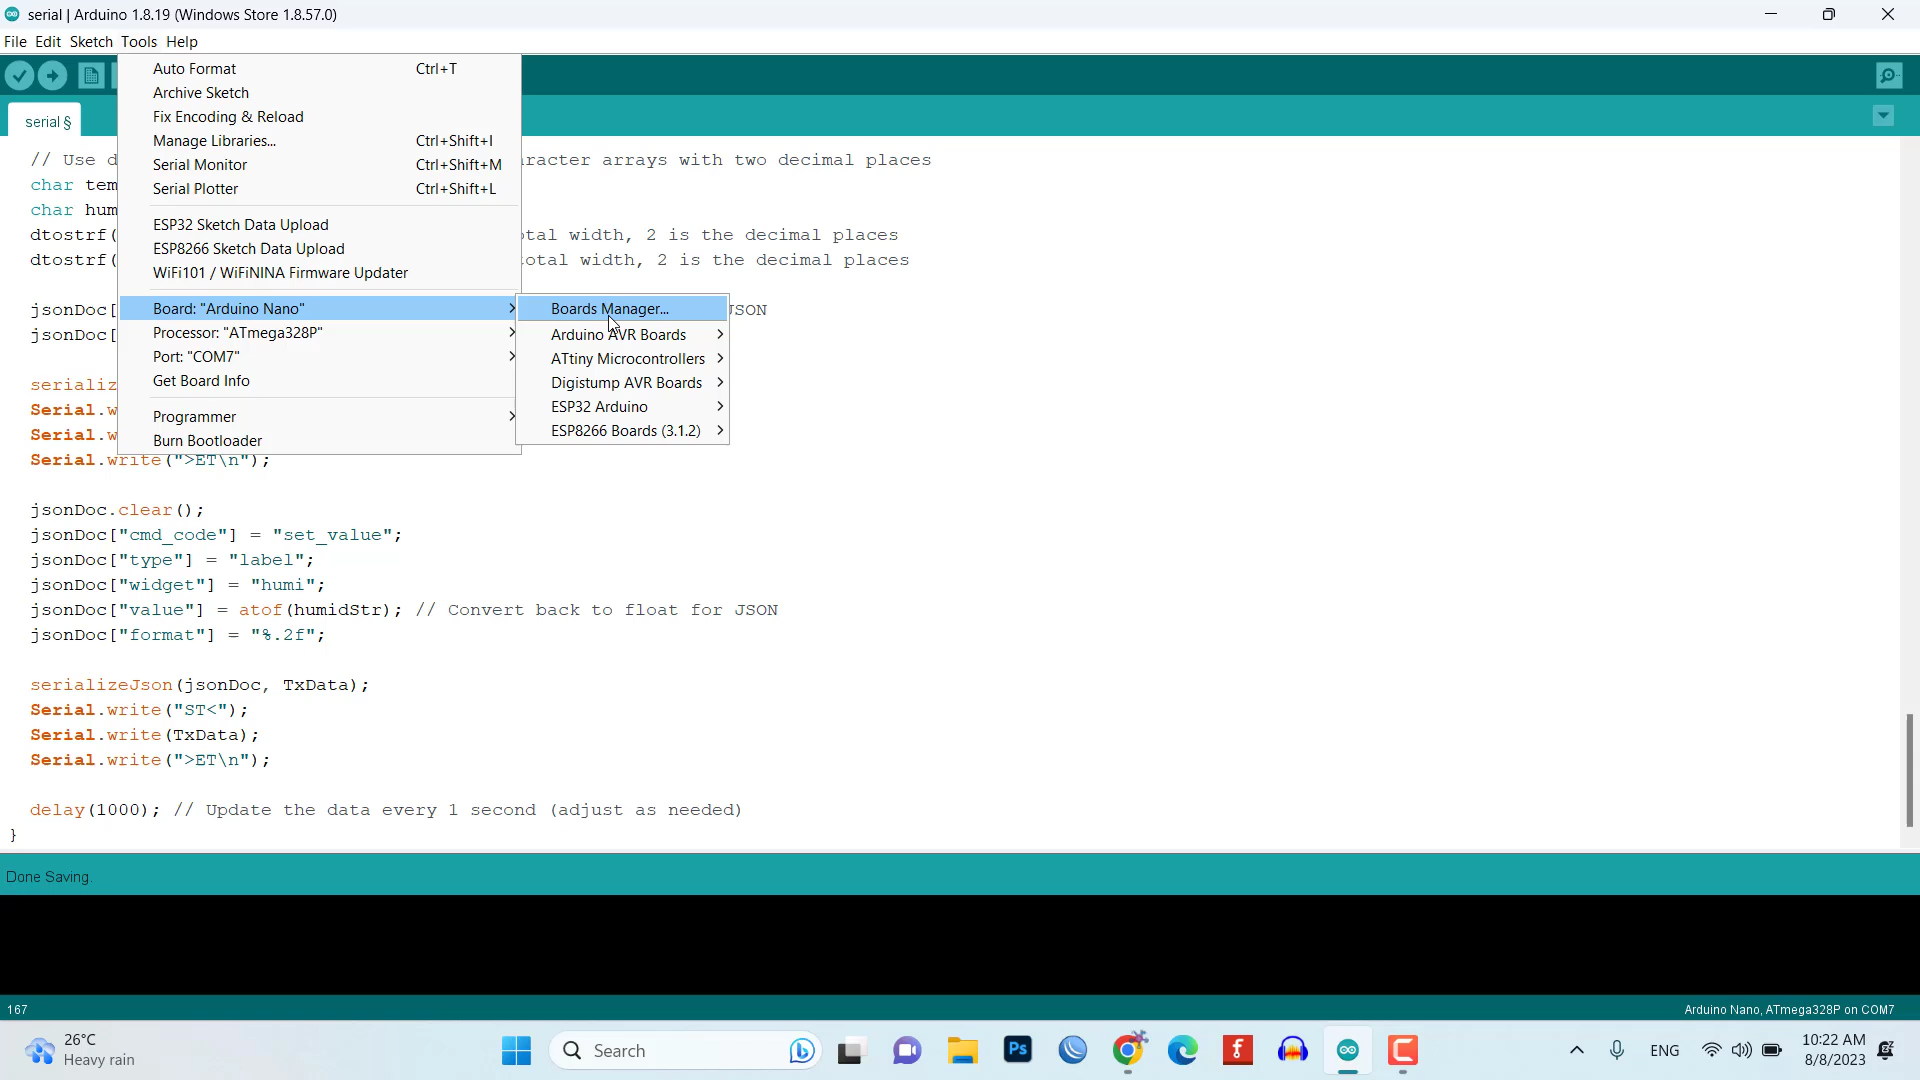 serial | Arduino 1.8.19 (Windows Store 1.8.57.0)
File Edit Sketch Tools Help
Auto Format Ctrl+T
Archive Sketch
Fix Encoding & Reload
Manage Libraries... Ctrl+Shift+I
Serial Monitor Ctrl+Shift+M
Serial Plotter Ctrl+Shift+L
ESP32 Sketch Data Upload
ESP8266 Sketch Data Upload
WiFi101 / WiFiNINA Firmware Updater
Board: "Arduino Nano"
Processor: "ATmega328P"
Port: "COM7"
Get Board Info
Programmer
Burn Bootloader
Boards Manager...
Arduino AVR Boards
ATtiny Microcontrollers
Digistump AVR Boards
ESP32 Arduino
ESP8266 Boards (3.1.2)
serial §
// Use d aracter arrays with two decimal places
char tem
char hum
dtostrf( tal width, 2 is the decimal places
dtostrf( otal width, 2 is the decimal places
jsonDoc[ JSON
jsonDoc[
serializ
Serial.w
Serial.w
Serial.write(">ET\n");
jsonDoc.clear();
jsonDoc["cmd_code"] = "set_value";
jsonDoc["type"] = "label";
jsonDoc["widget"] = "humi";
jsonDoc["value"] = atof(humidStr); // Convert back to float for JSON
jsonDoc["format"] = "%.2f";
serializeJson(jsonDoc, TxData);
Serial.write("ST<");
Serial.write(TxData);
Serial.write(">ET\n");
delay(1000); // Update the data every 1 second (adjust as needed)
}
Done Saving.
167
Arduino Nano, ATmega328P on COM7
26°C
Heavy rain
Search
Ps
ENG
10:22 AM
8/8/2023